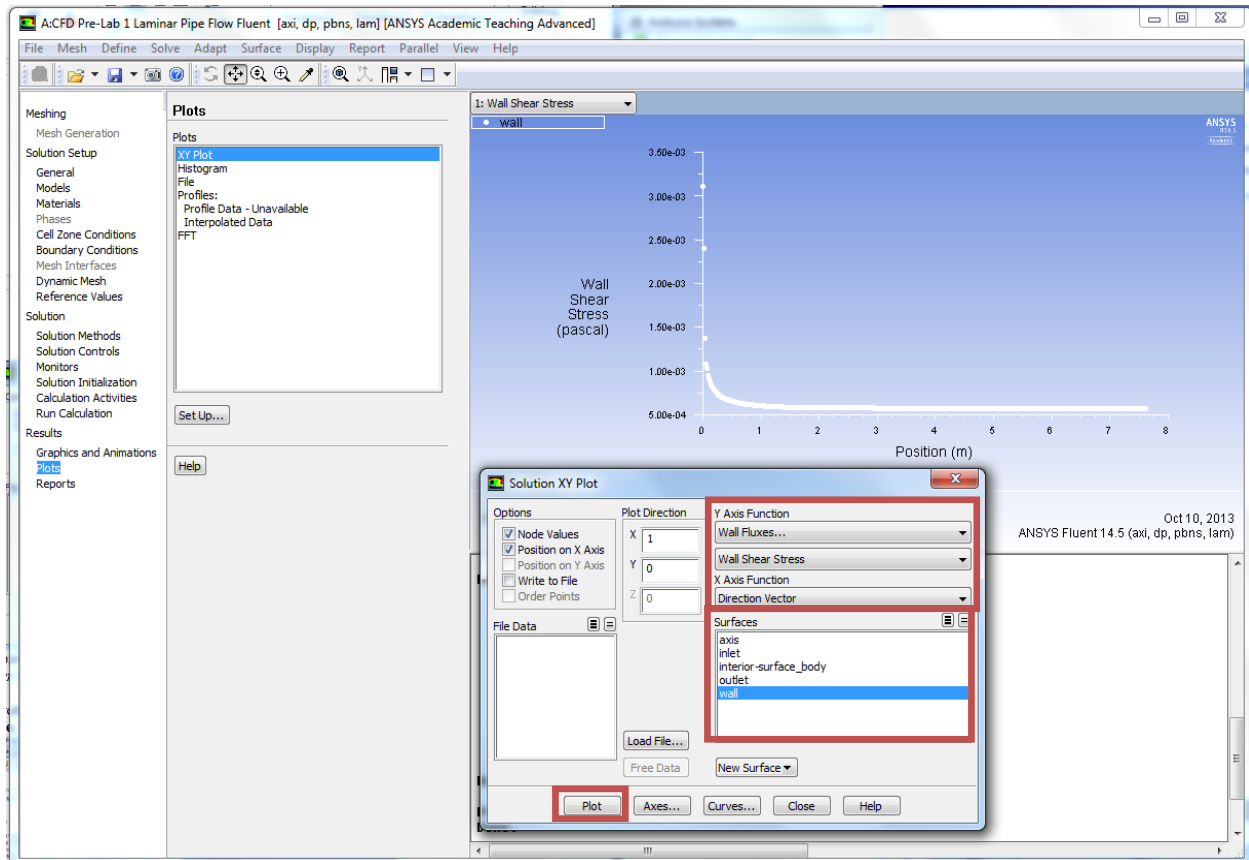 A:CFD Pre-Lab 1 Laminar Pipe Flow Fluent [axi, dp, pbns, lam] [ANSYS Academic Teaching Advanced]
File Mesh Define Solve Adapt Surface Display Report Parallel View Help
Meshing
Mesh Generation
Solution Setup
General
Models
Materials
Phases
Cell Zone Conditions
Boundary Conditions
Mesh Interfaces
Dynamic Mesh
Reference Values
Solution
Solution Methods
Solution Controls
Monitors
Solution Initialization
Calculation Activities
Run Calculation
Results
Graphics and Animations
Plots
Reports
Plots
Plots
XY Plot
Histogram
File
Profiles:
Profile Data - Unavailable
Interpolated Data
FFT
Set Up...
Help
1: Wall Shear Stress
wall
ANSYS
R14.5
3.50e-03
3.00e-03
2.50e-03
2.00e-03
1.50e-03
1.00e-03
5.00e-04
Wall
Shear
Stress
(pascal)
0 1 2 3 4 5 6 7 8
Position (m)
Oct 10, 2013
ANSYS Fluent 14.5 (axi, dp, pbns, lam)
Solution XY Plot
Options
Node Values
Position on X Axis
Position on Y Axis
Write to File
Order Points
Plot Direction
X 1
Y 0
Z 0
Y Axis Function
Wall Fluxes...
Wall Shear Stress
X Axis Function
Direction Vector
File Data
Surfaces
axis
inlet
interior-surface_body
outlet
wall
Load File...
Free Data
New Surface
Plot Axes... Curves... Close Help